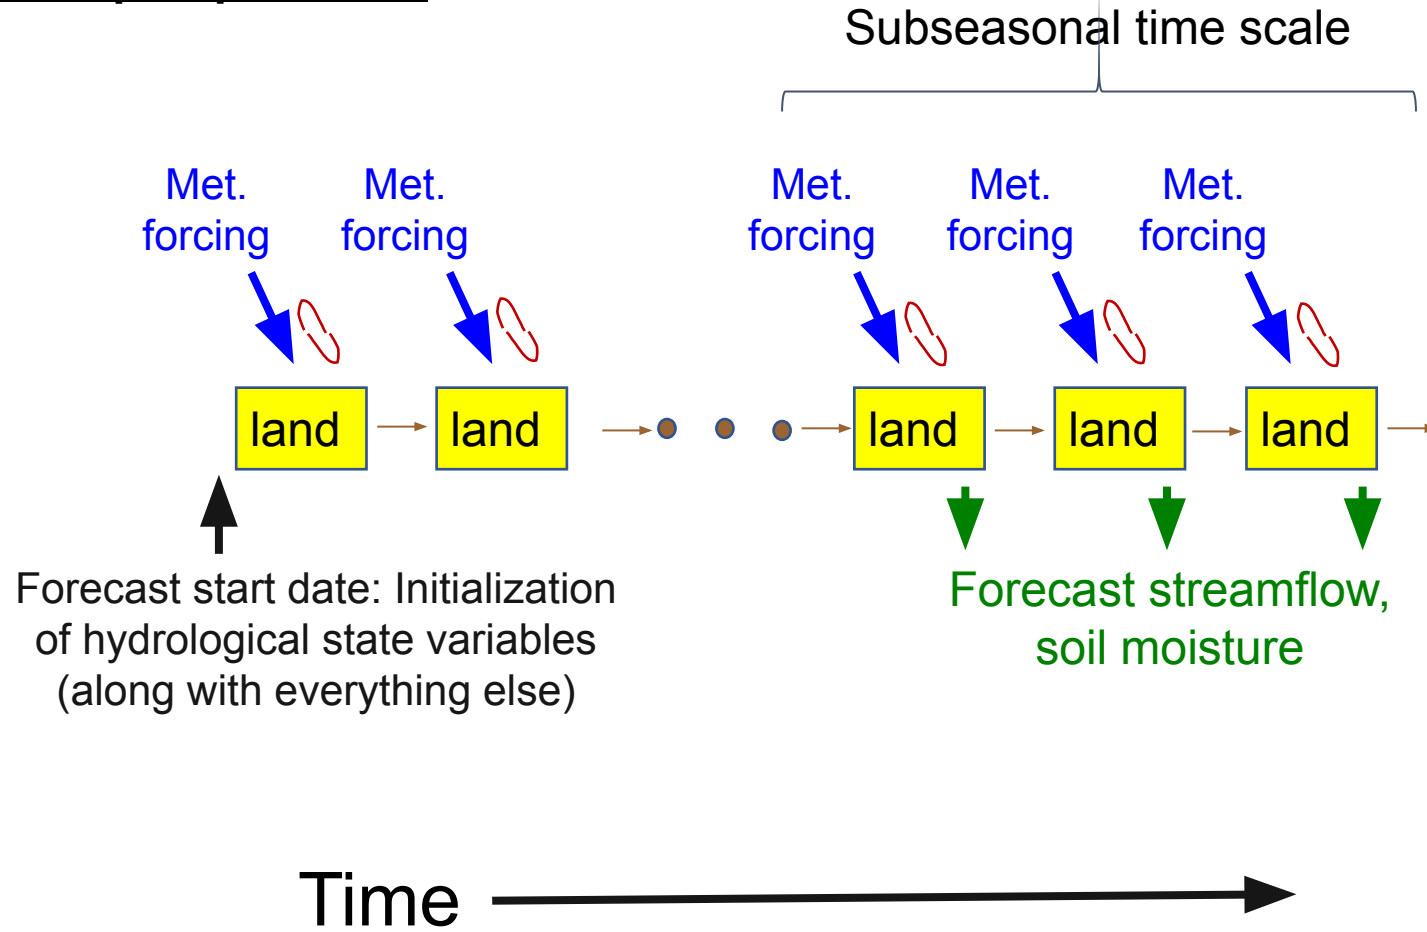 Subseasonal time scale
Met. forcing
Met. forcing
Met. forcing
Met. forcing
Met. forcing
land
land
land
land
land
Forecast start date: Initialization
of hydrological state variables
(along with everything else)
Forecast streamflow,
soil moisture
Time